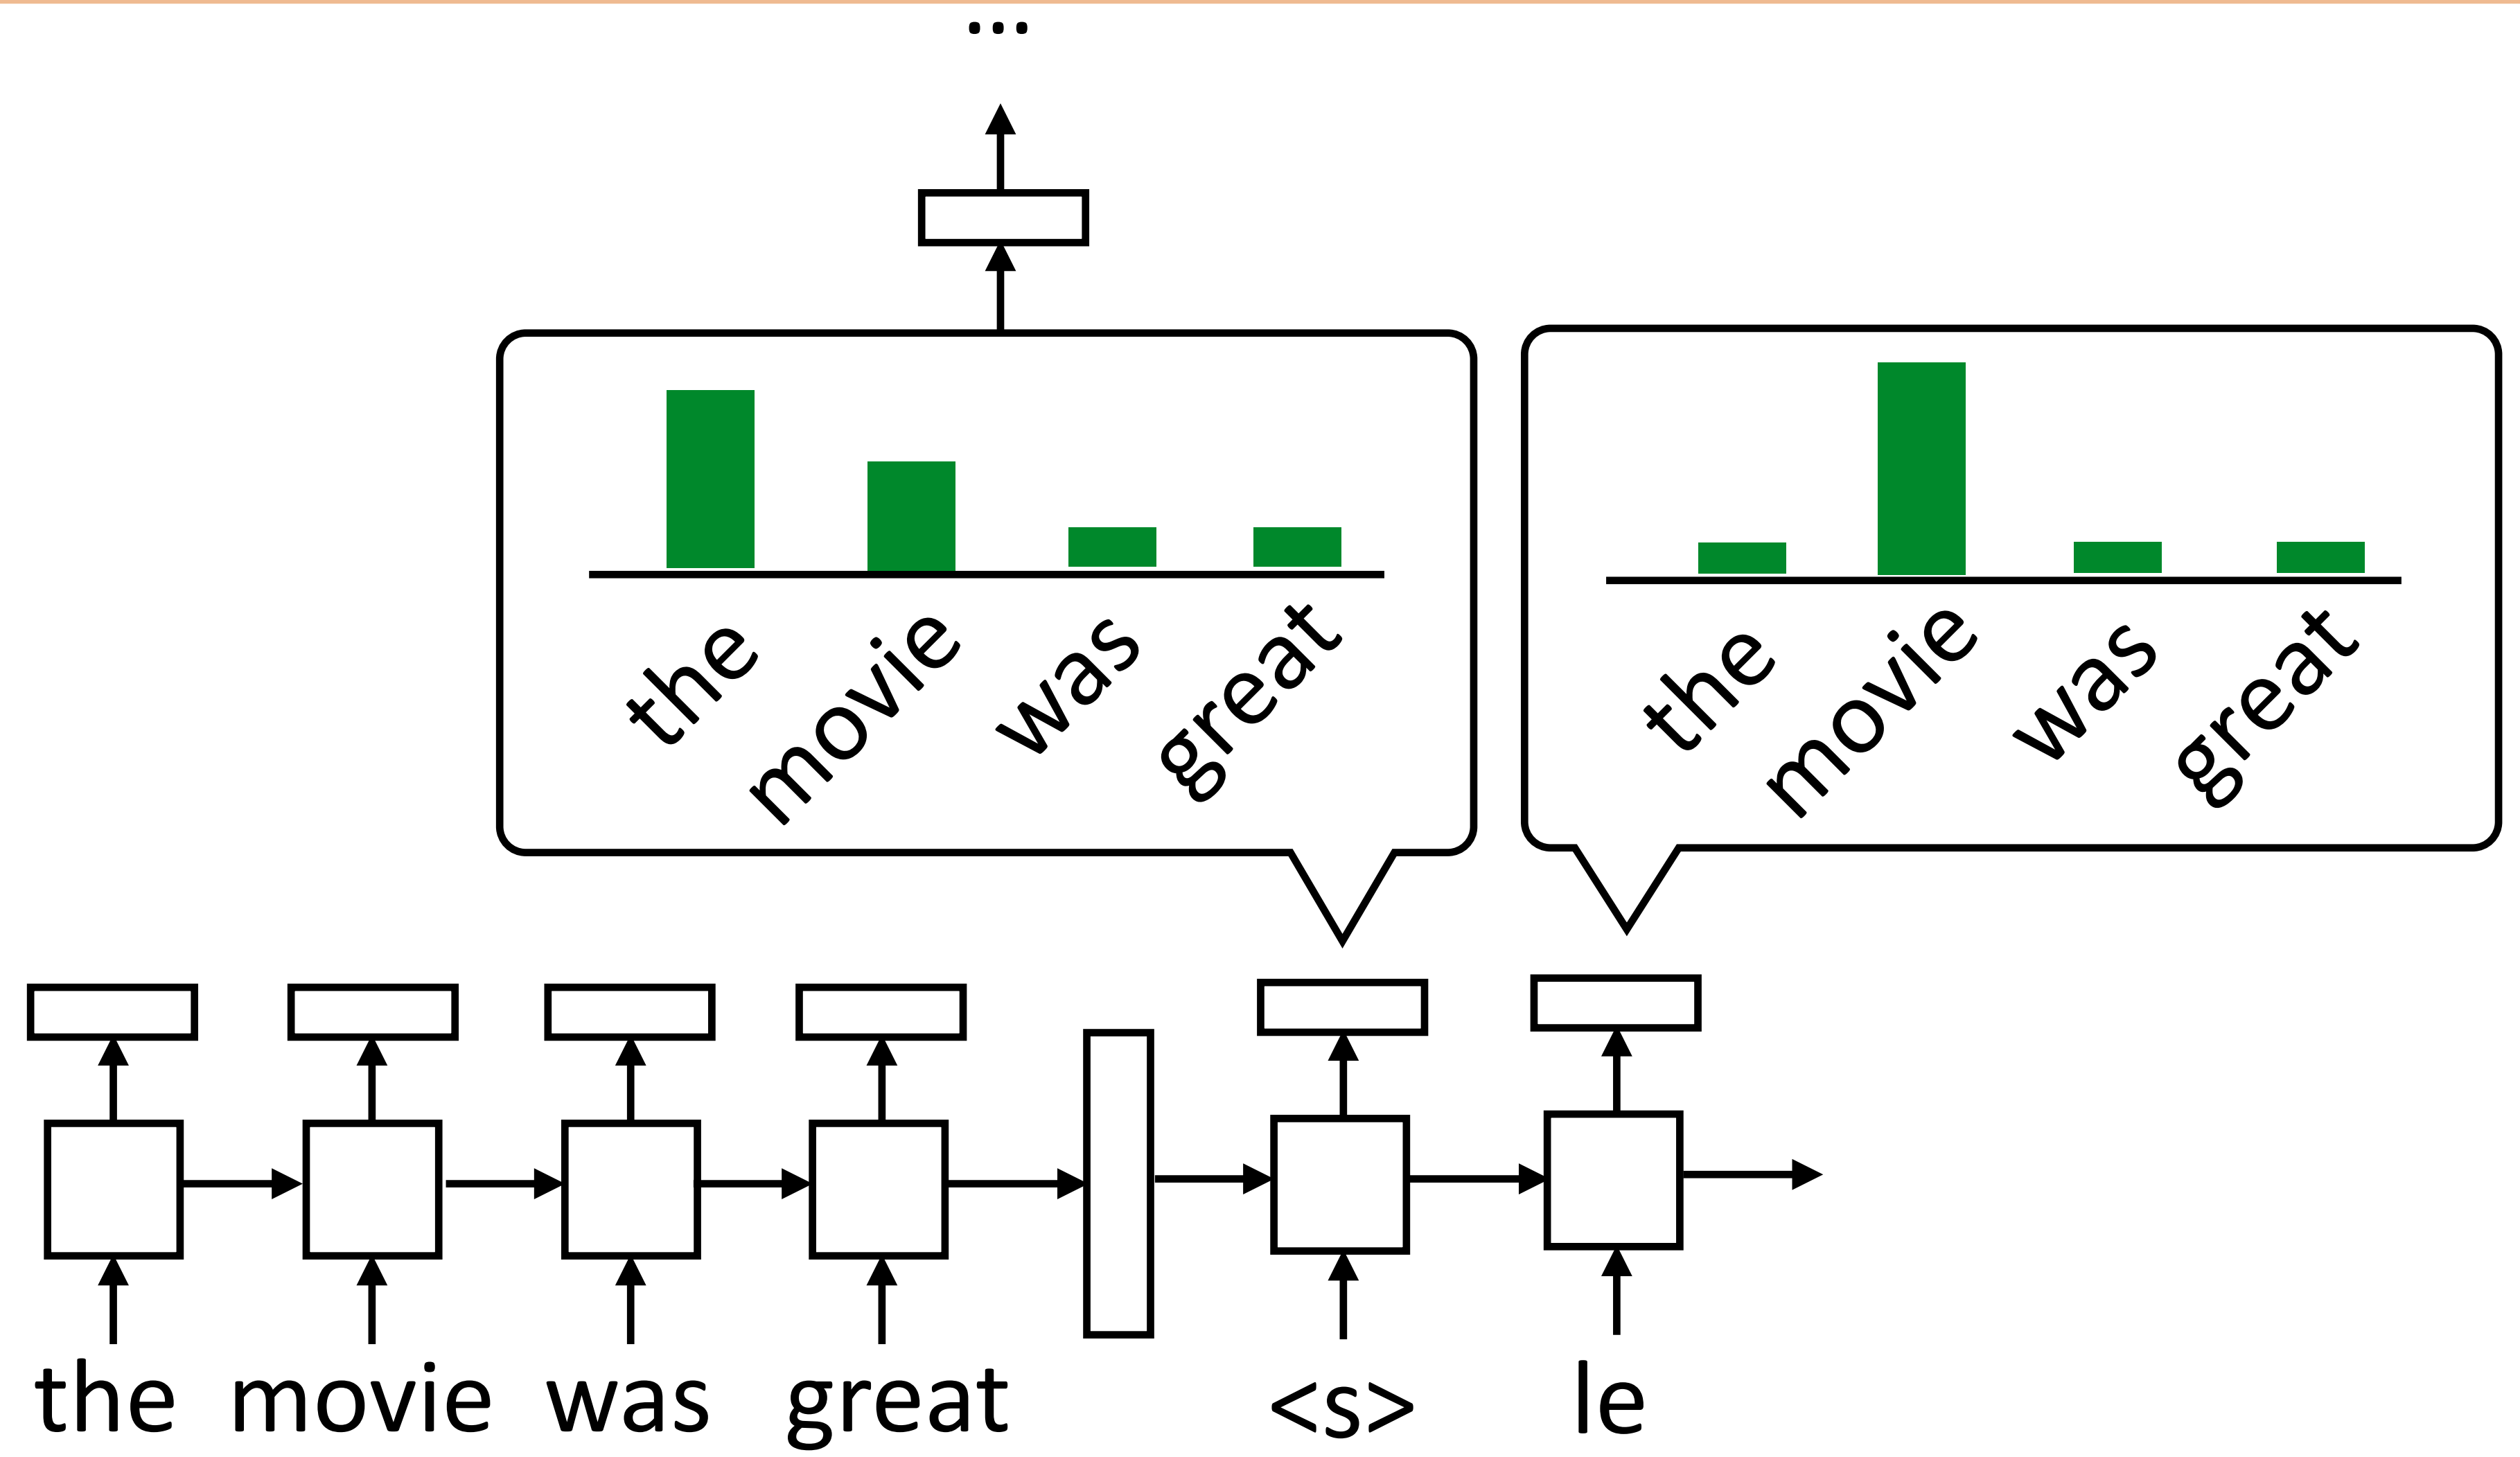 ...
the movie was great
the movie was great
the movie was great <s> le